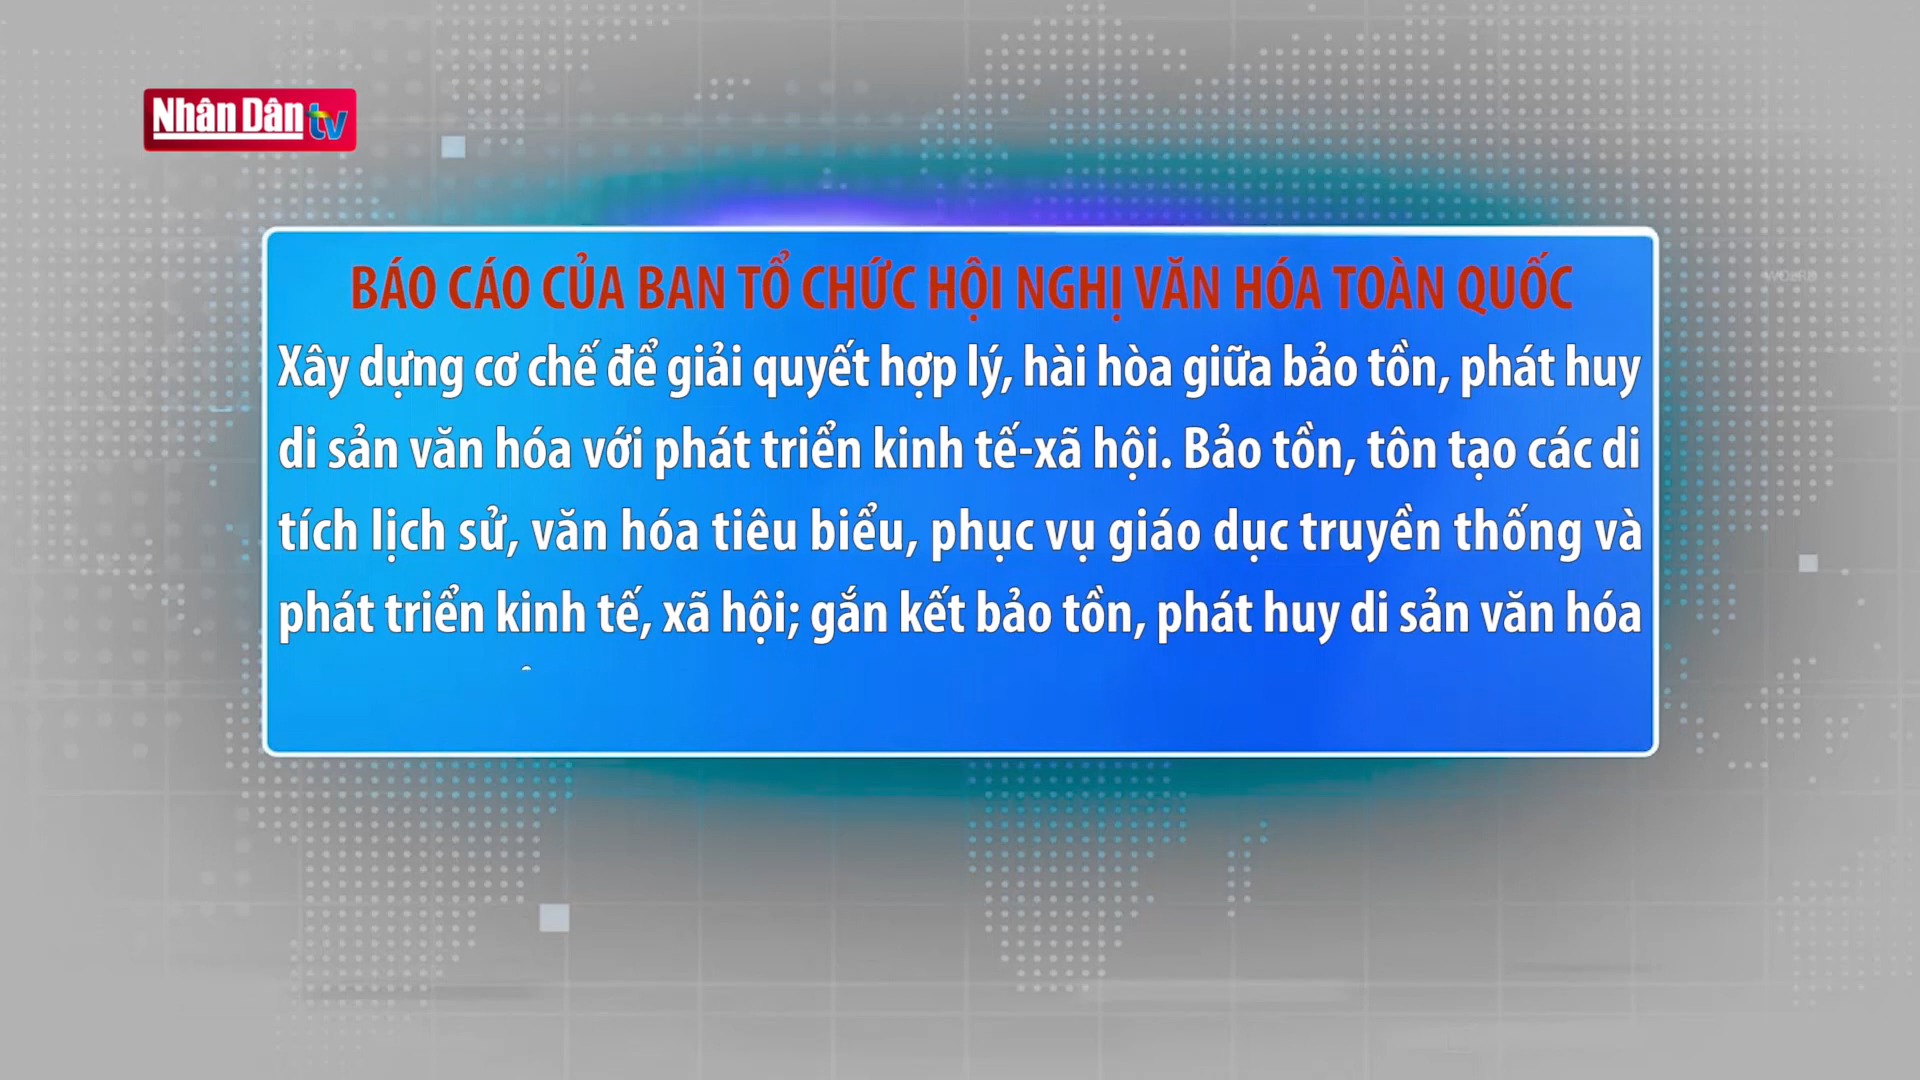 Nhân Dân tv
BÁO CÁO CỦA BAN TỔ CHỨC HỘI NGHỊ VĂN HÓA TOÀN QUỐC
Xây dựng cơ chế để giải quyết hợp lý, hài hòa giữa bảo tồn, phát huy
di sản văn hóa với phát triển kinh tế-xã hội. Bảo tồn, tôn tạo các di
tích lịch sử, văn hóa tiêu biểu, phục vụ giáo dục truyền thống và
phát triển kinh tế, xã hội; gắn kết bảo tồn, phát huy di sản văn hóa